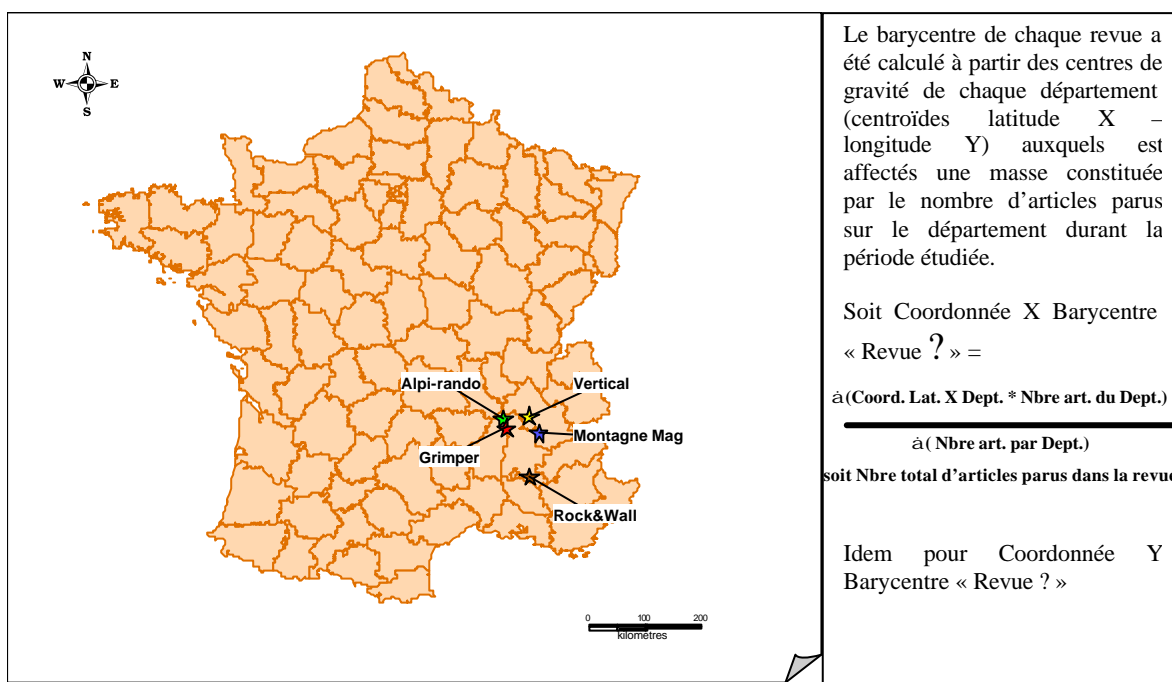 N
W E
S
Alpi-rando
Vertical
Montagne Mag
Grimper
Rock&Wall
0 100 200
kilomètres
Le barycentre de chaque revue a
été calculé à partir des centres de
gravité de chaque département
(centroïdes latitude X –
longitude Y) auxquels est
affectés une masse constituée
par le nombre d'articles parus
sur le département durant la
période étudiée.
Soit Coordonnée X Barycentre
« Revue ? » =
å(Coord. Lat. X Dept. * Nbre art. du Dept.)
å( Nbre art. par Dept.)
soit Nbre total d'articles parus dans la revue
Idem pour Coordonnée Y
Barycentre « Revue ? »